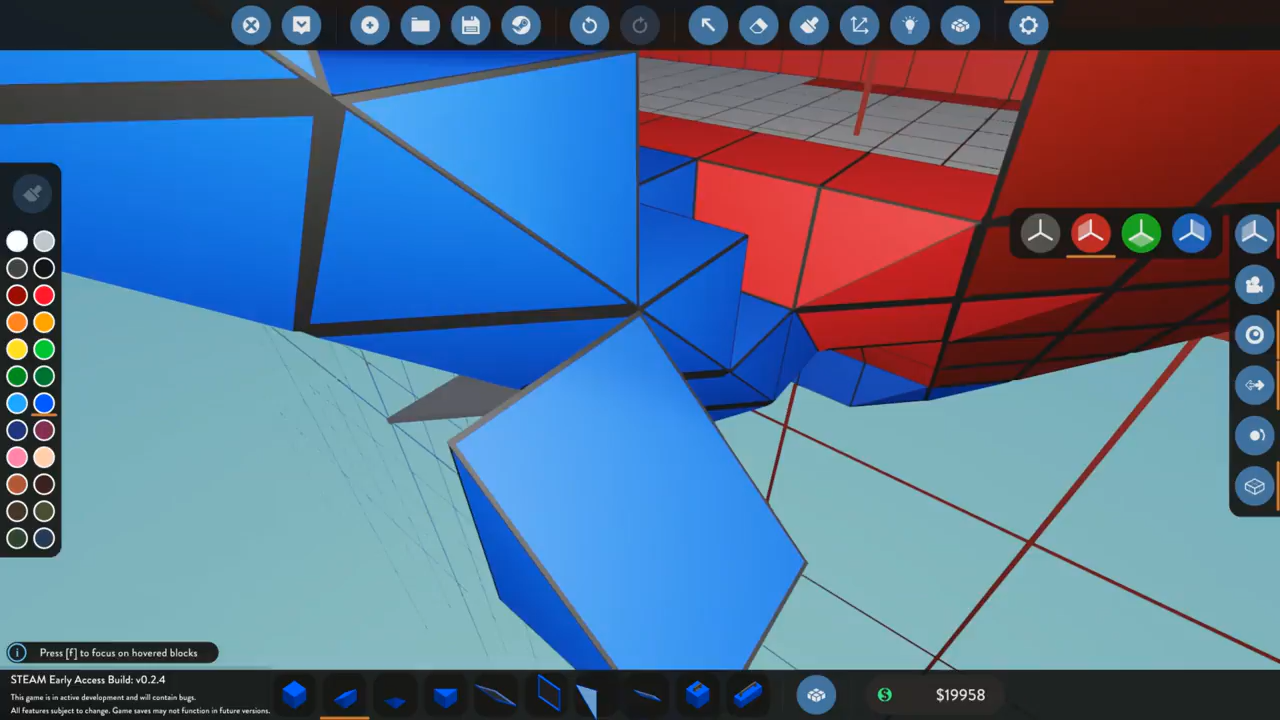 Press [f] to focus on hovered blocks
STEAM Early Access Build: v0.2.4
This game is in active development and will contain bugs.
All features subject to change. Game saves may not function in future versions.
$ $19958